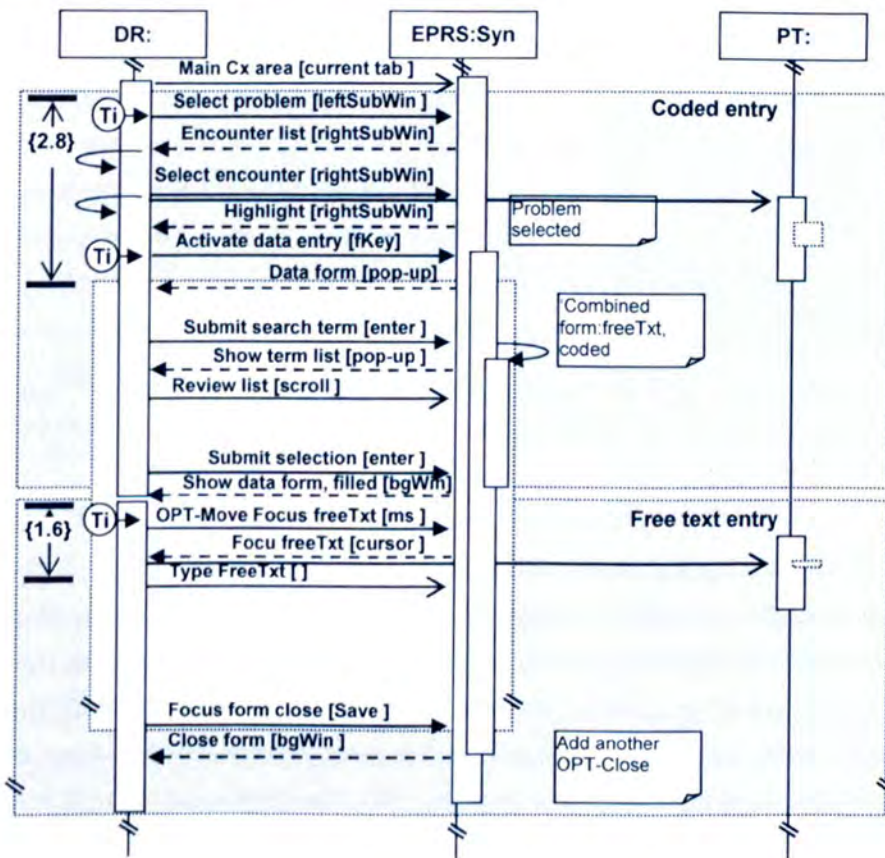 DR:
EPRS:Syn
PT:
Main Cx area [current tab ]
Coded entry
Ti
Select problem [leftSubWin ]
{2.8}
Encounter list [rightSubWin]
Select encounter [rightSubWin]
Highlight [rightSubWin]
Problem
selected
Ti
Activate data entry [fKey]
Data form [pop-up]
Combined
form:freeTxt,
coded
Submit search term [enter ]
Show term list [pop-up ]
Review list [scroll ]
Submit selection [enter ]
Show data form, filled [bgWin]
Free text entry
{1.6}
Ti
OPT-Move Focus freeTxt [ms ]
Focu freeTxt [cursor ]
Type FreeTxt [ ]
Focus form close [Save ]
Close form [bgWin ]
Add another
OPT-Close